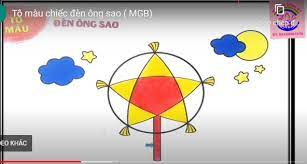 Tô màu chiếc đèn ông sao ( MGB)
TÔ
MÀU
ĐÈN ÔNG SAO
EO KHÁC